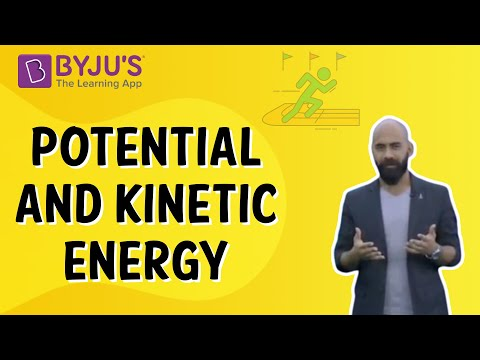 BYJU'S
The Learning App
POTENTIAL
AND KINETIC
ENERGY